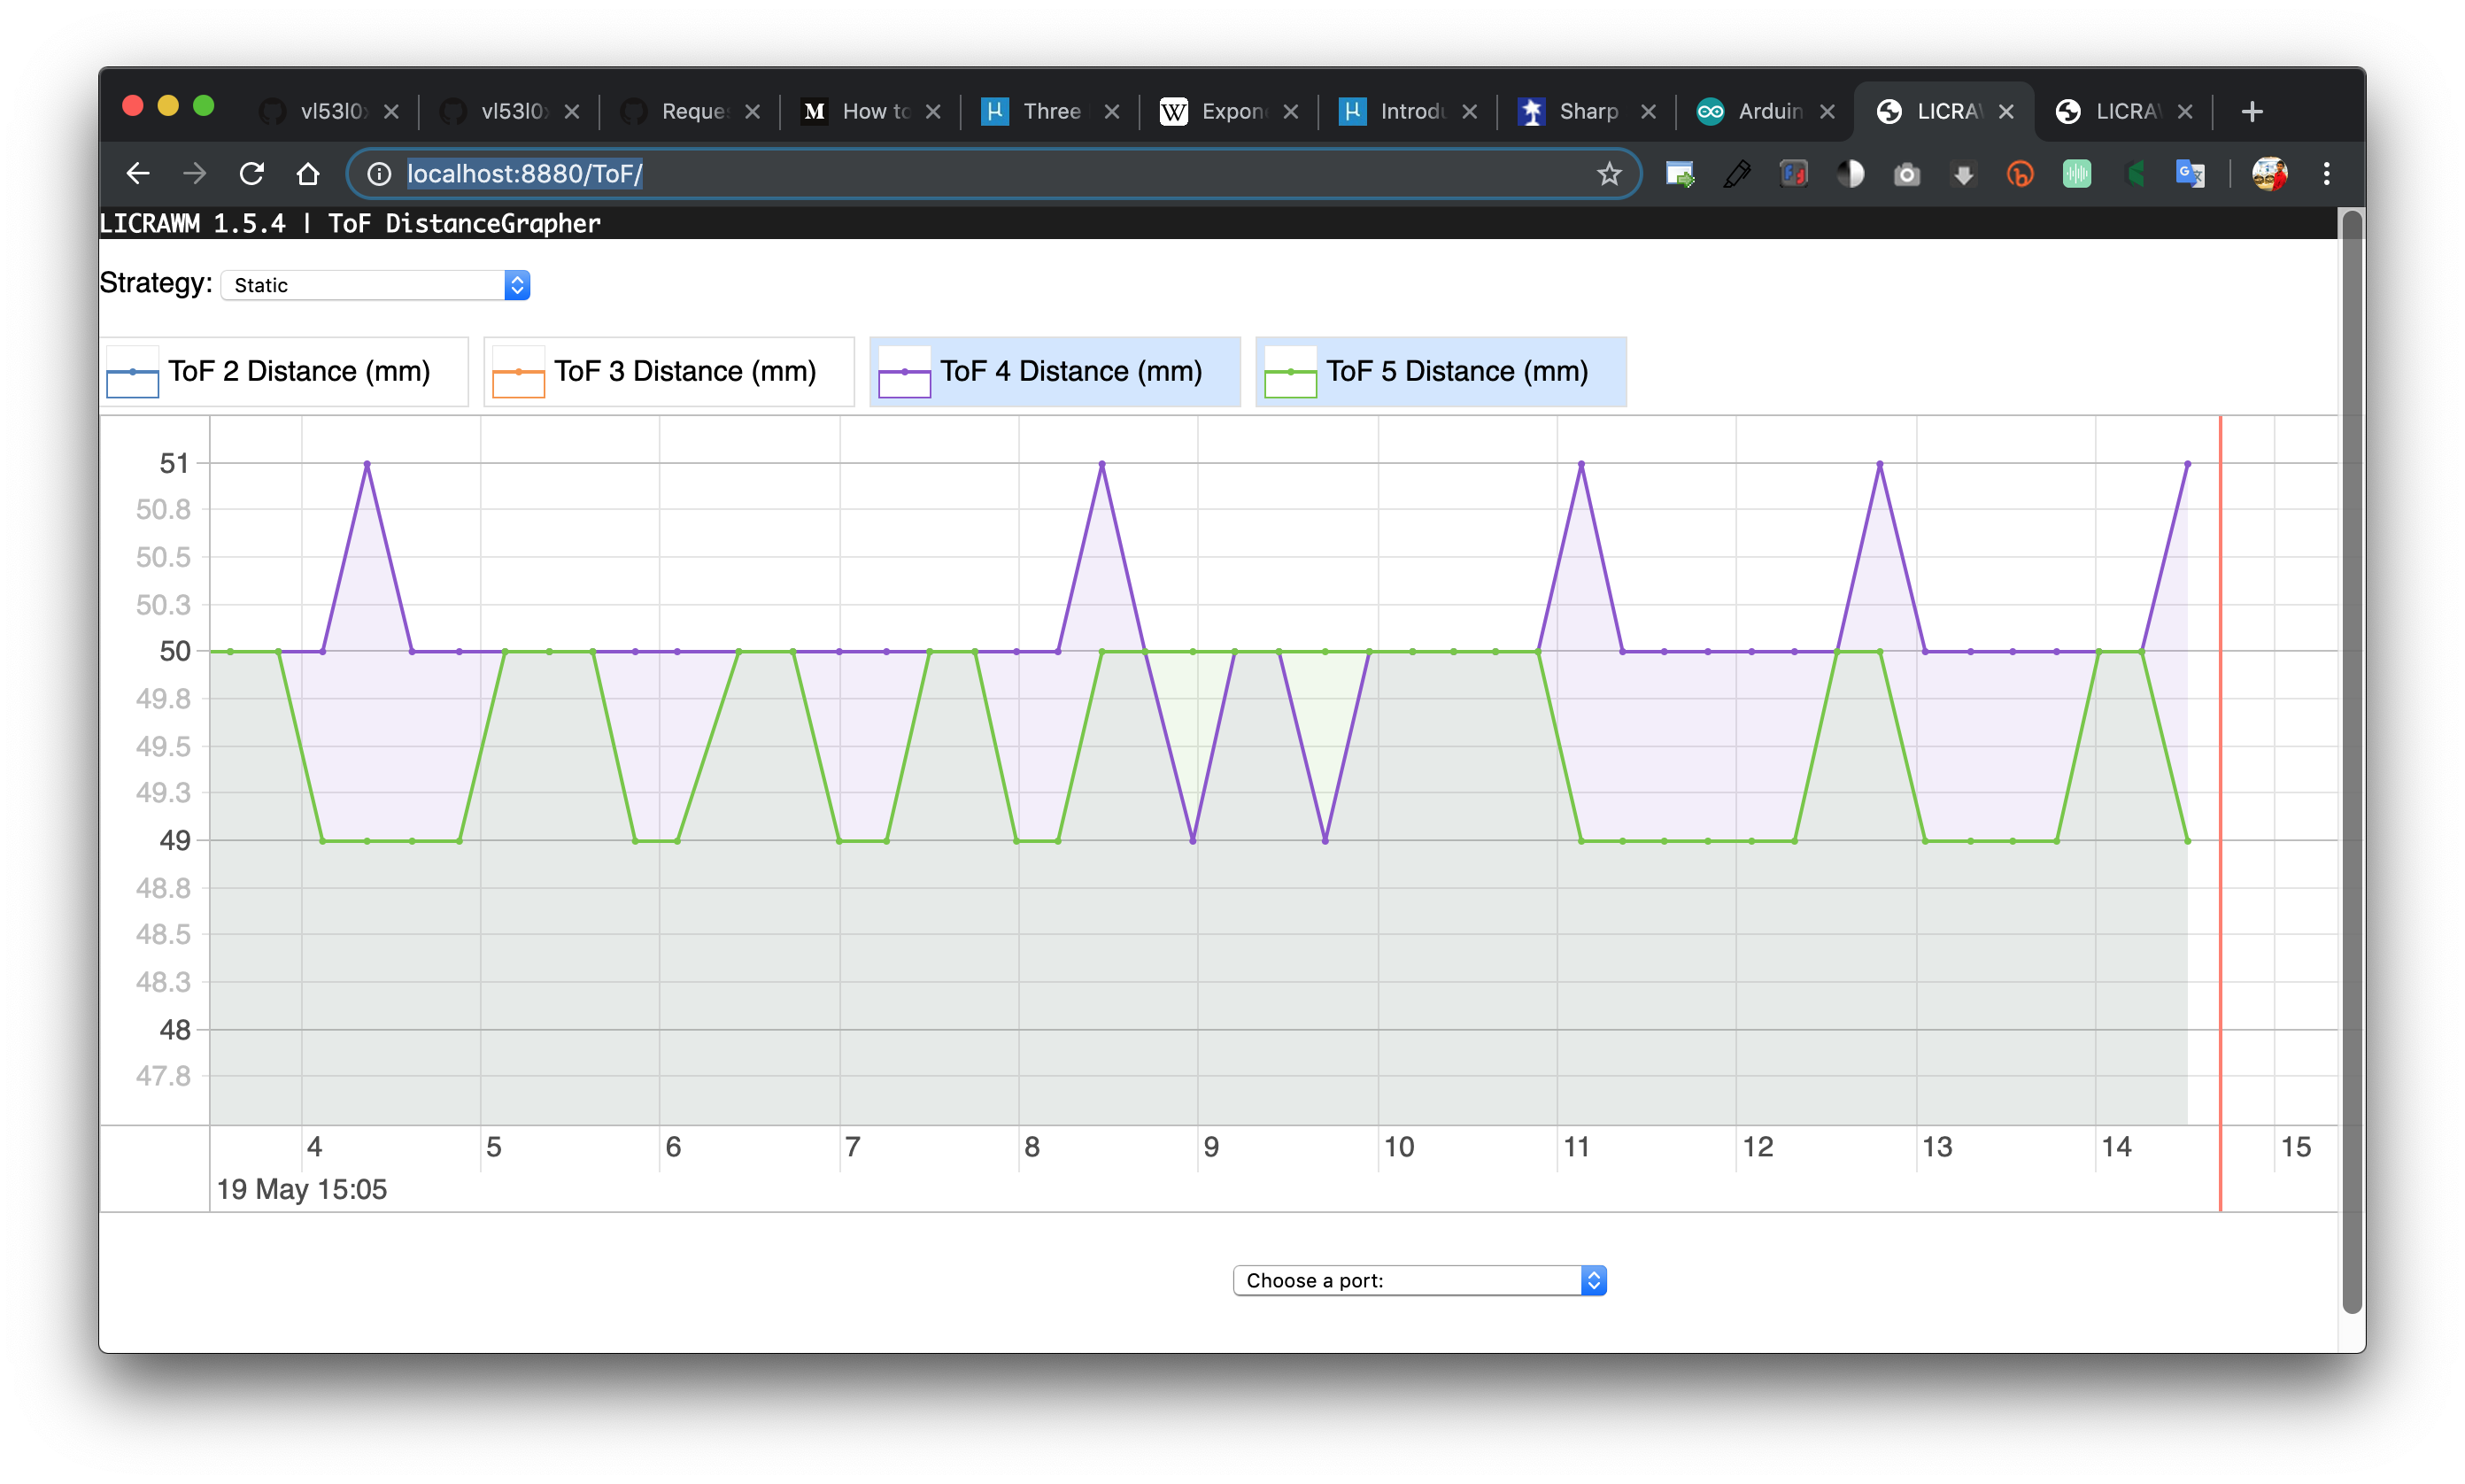 vl53l0
vl53l0
Reques
M
How to
μ
Three
W
Expon
μ
Introdu
Sharp
Arduin
LICRAW
LICRAW
localhost:8880/ToF/
LICRAWM 1.5.4 | ToF DistanceGrapher
Strategy: Static
ToF 2 Distance (mm)
ToF 3 Distance (mm)
ToF 4 Distance (mm)
ToF 5 Distance (mm)
51
50.8
50.5
50.3
50
49.8
49.5
49.3
49
48.8
48.5
48.3
48
47.8
4 5 6 7 8 9 10 11 12 13 14 15
19 May 15:05
Choose a port: